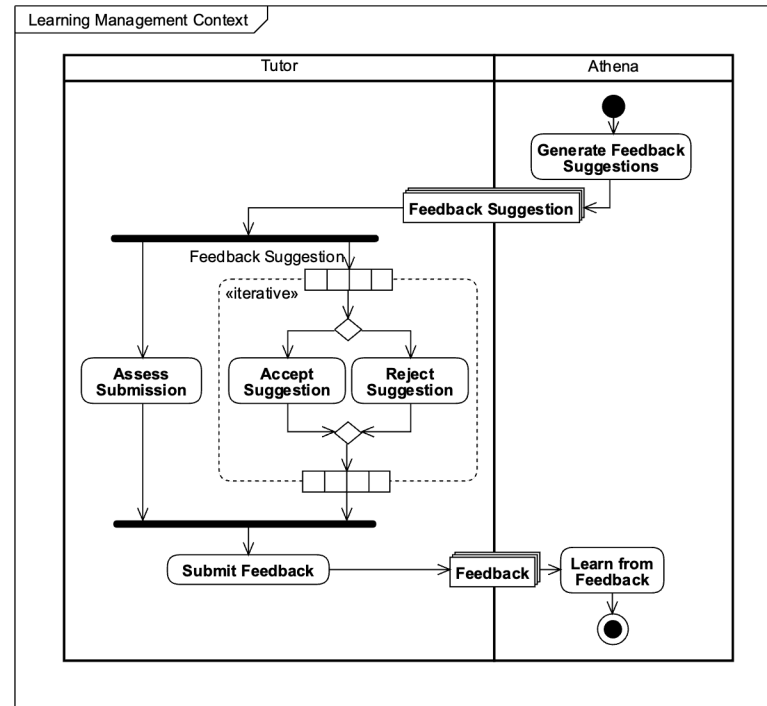 Learning Management Context
Tutor
Athena
Generate Feedback
Suggestions
Feedback Suggestion
Feedback Suggestion
«iterative»
Assess
Submission
Accept
Suggestion
Reject
Suggestion
Submit Feedback
Feedback
Learn from
Feedback